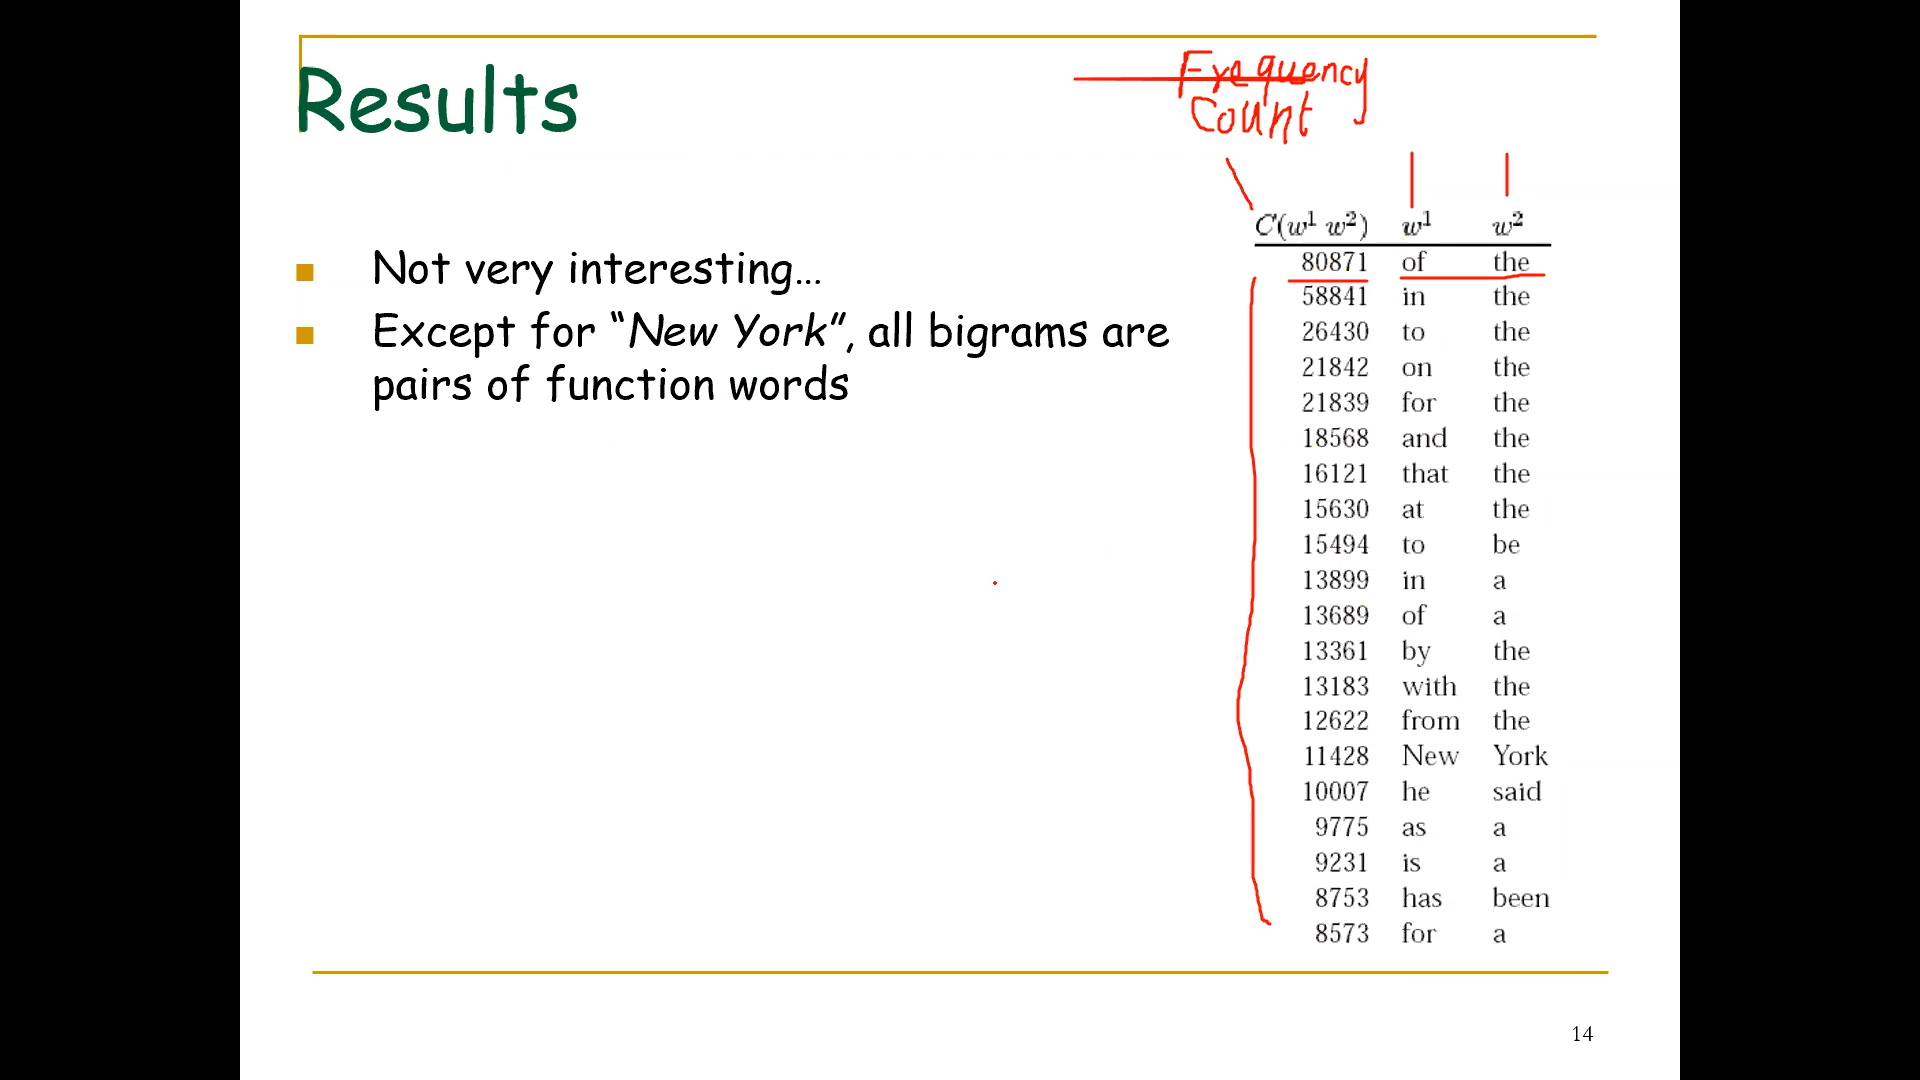 Results
Frequency
Count
Not very interesting...
Except for “New York”, all bigrams are
pairs of function words
C(w¹ w²) w¹ w²
80871 of the
58841 in the
26430 to the
21842 on the
21839 for the
18568 and the
16121 that the
15630 at the
15494 to be
13899 in a
13689 of a
13361 by the
13183 with the
12622 from the
11428 New York
10007 he said
9775 as a
9231 is a
8753 has been
8573 for a
14